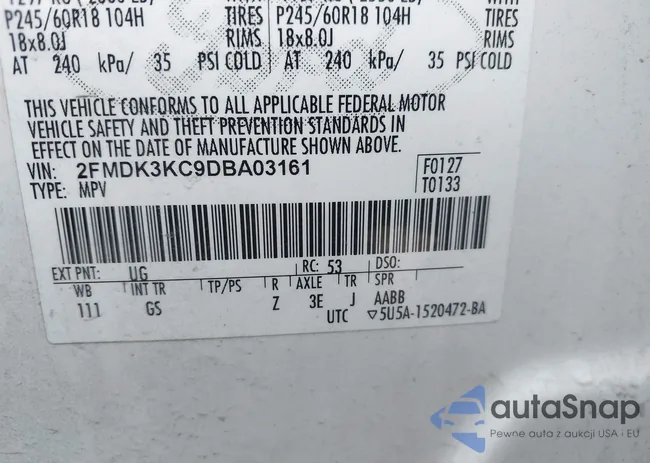 P245/60R18 104H TIRES P245/60R18 104H TIRES
18x8.0J RIMS 18x8.0J RIMS
AT 240 kPa/ 35 PSI COLD AT 240 kPa/ 35 PSI COLD
THIS VEHICLE CONFORMS TO ALL APPLICABLE FEDERAL MOTOR
VEHICLE SAFETY AND THEFT PREVENTION STANDARDS IN
EFFECT ON THE DATE OF MANUFACTURE SHOWN ABOVE.
VIN: 2FMDK3KC9DBA03161 F0127
TYPE: MPV T0133
EXT PNT: UG RC: 53 DSO:
WB INT TR TP/PS R AXLE TR SPR
111 GS Z 3E J AABB
UTC ▽5U5A-1520472-BA
autaSnap
Pewne auta z aukcji USA i EU